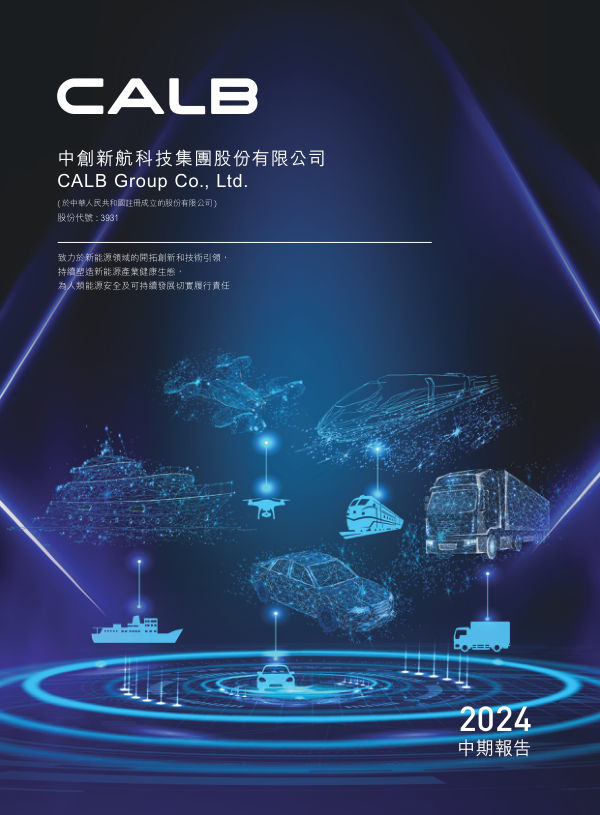 CALB
中創新航科技集團股份有限公司
CALB Group Co., Ltd.
(於中華人民共和國註冊成立的股份有限公司)
股份代號 : 3931
致力於新能源領域的開拓創新和技術引領，
持續塑造新能源產業健康生態，
為人類能源安全及可持續發展切實履行責任
2024
中期報告